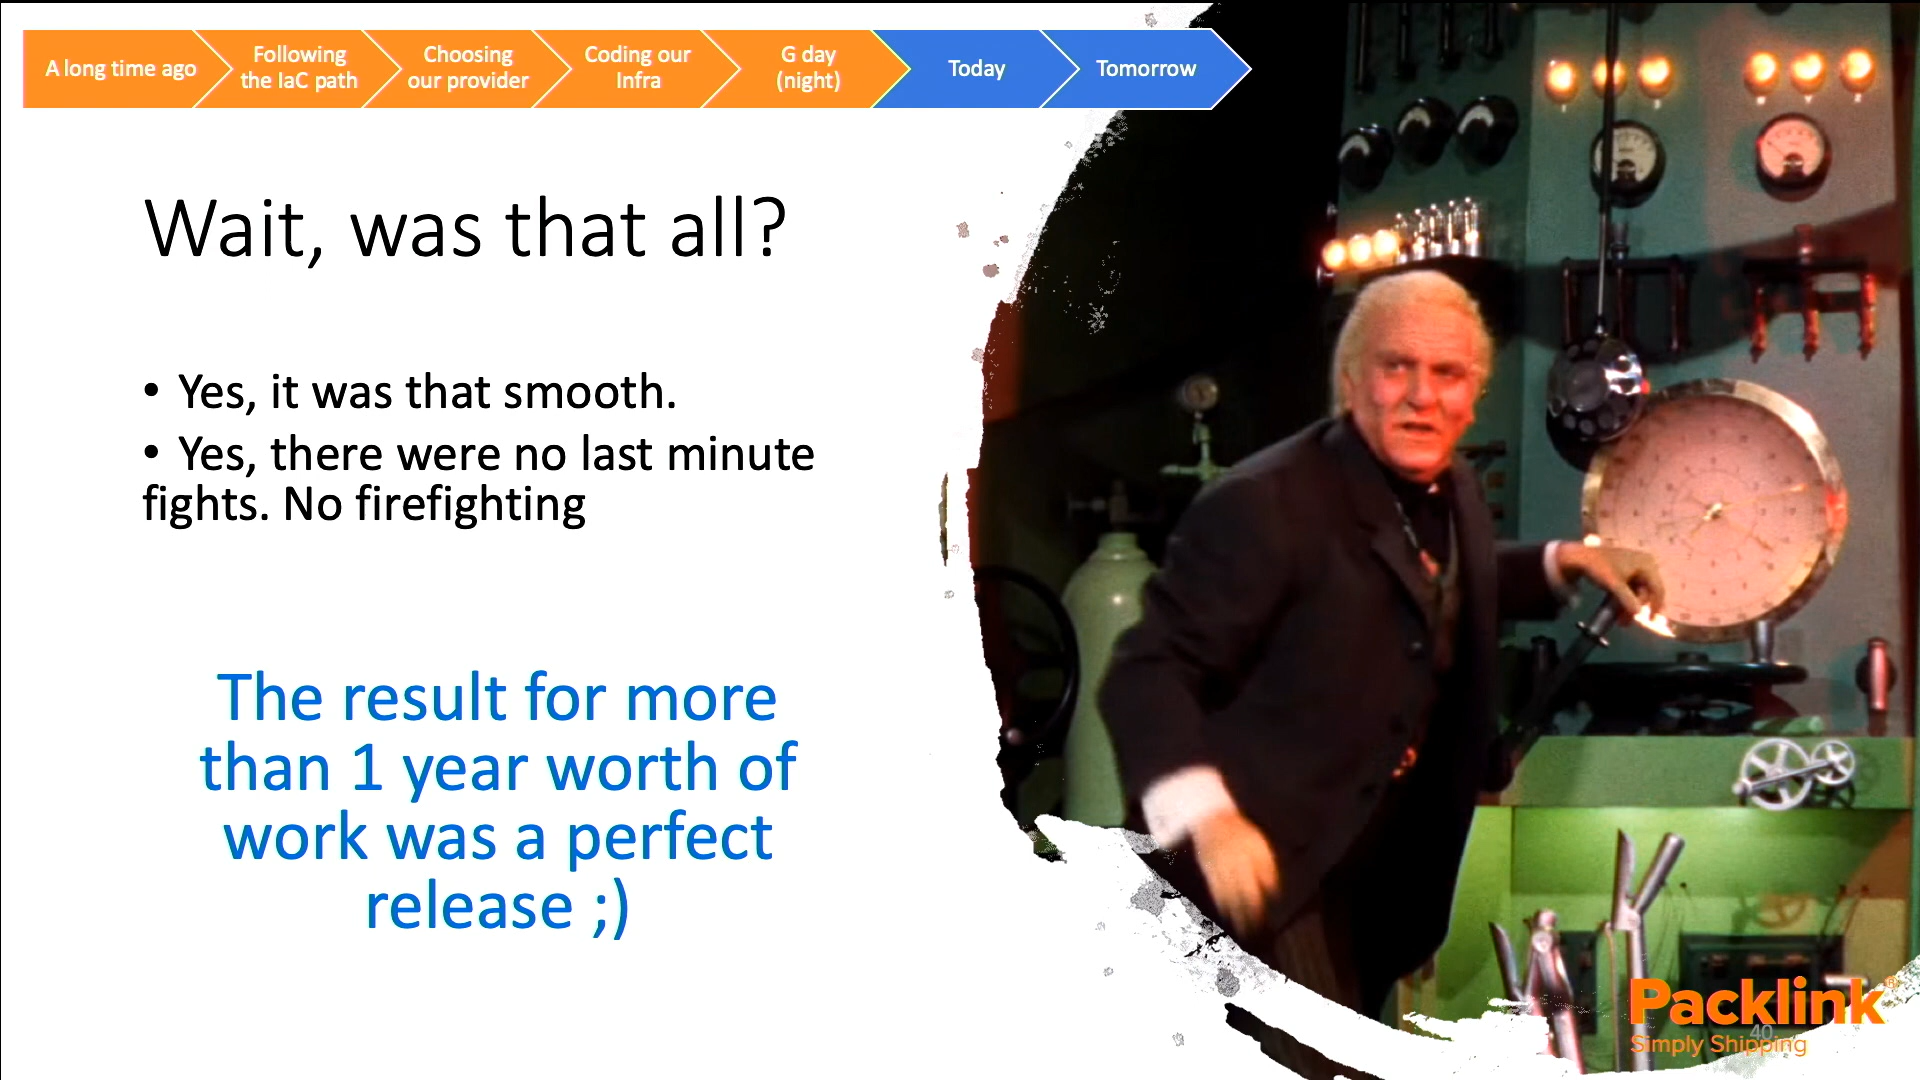 A long time ago
Following
the IaC path
Choosing
our provider
Coding our
Infra
G day
(night)
Today
Tomorrow
Wait, was that all?
• Yes, it was that smooth.
• Yes, there were no last minute
fights. No firefighting
The result for more
than 1 year worth of
work was a perfect
release ;)
Packlink®
40
Simply Shipping